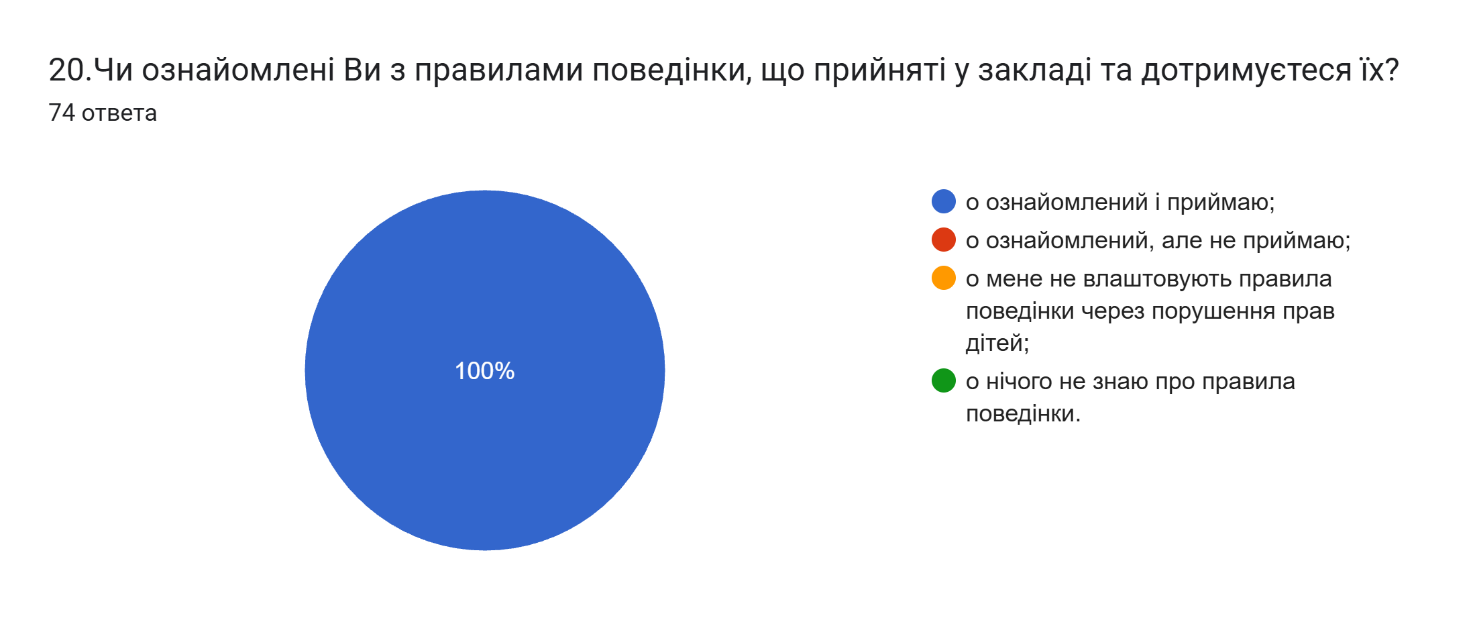 20.Чи ознайомлені Ви з правилами поведінки, що прийняті у закладі та дотримуєтеся їх?
74 ответа
100%
о ознайомлений і приймаю;
о ознайомлений, але не приймаю;
о мене не влаштовують правила
поведінки через порушення прав
дітей;
о нічого не знаю про правила
поведінки.